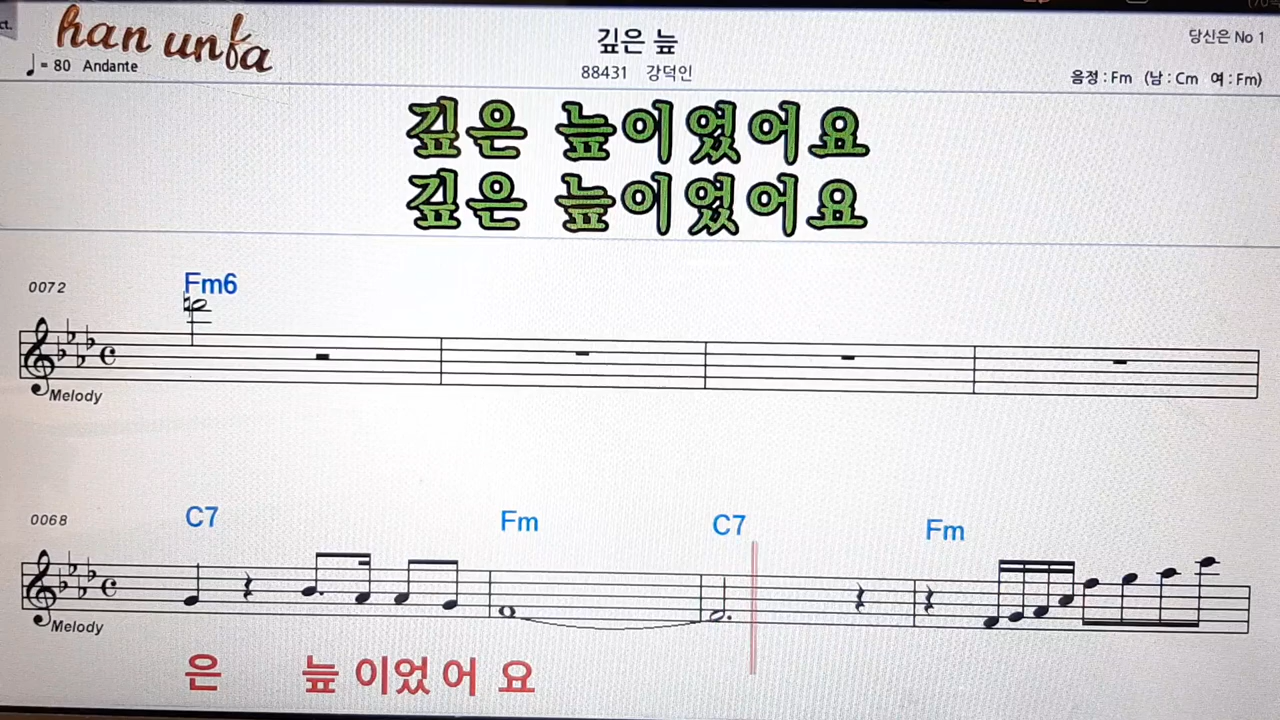 ct.
han unfa
♩= 80 Andante
깊은 늪
88431 강덕인
당신은 No 1
음정 : Fm (남 : Cm 여 : Fm)
깊은 늪이었어요
깊은 늪이었어요
0072
Fm6
Melody
0068
C7 Fm C7 Fm
Melody
은 늪 이었 어 요